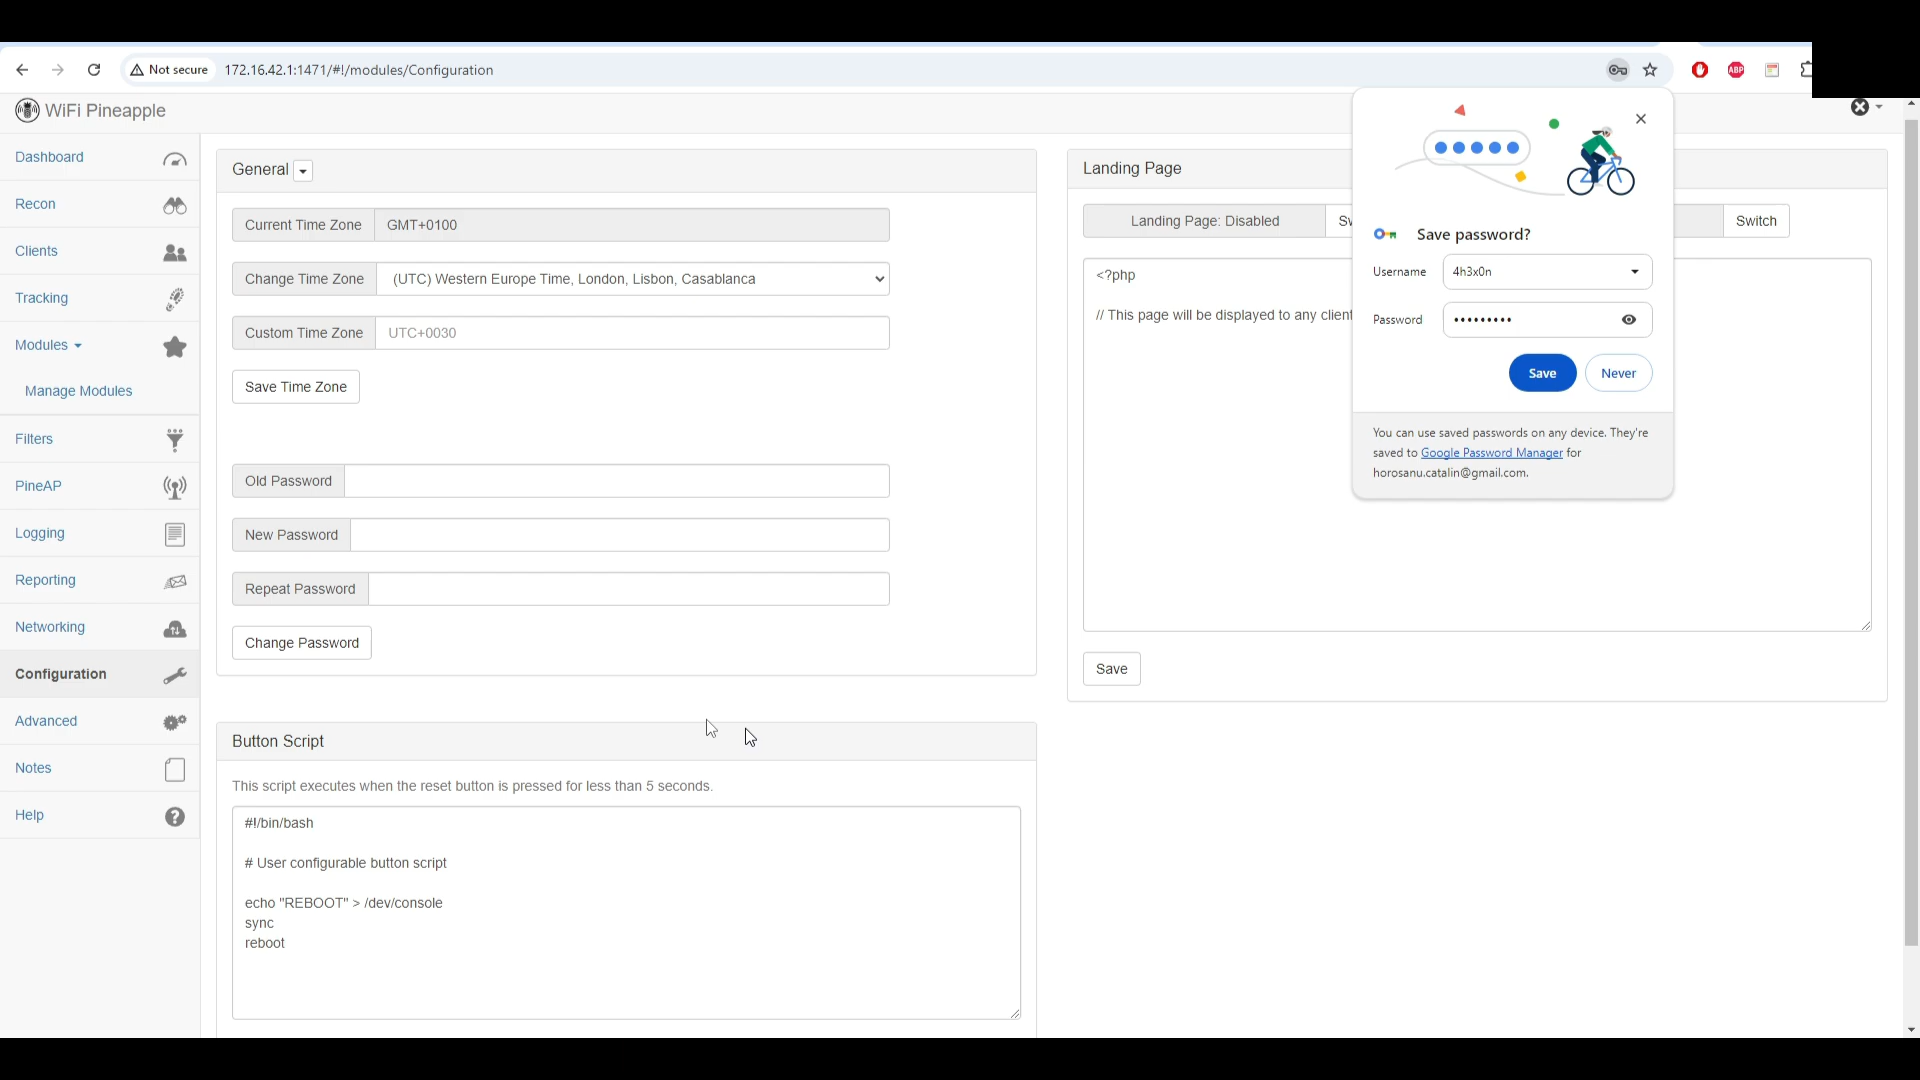 Not secure
172.16.42.1:1471/#!/modules/Configuration
ABP
WiFi Pineapple
Dashboard
Recon
Clients
Tracking
Modules
Manage Modules
Filters
PineAP
Logging
Reporting
Networking
Configuration
Advanced
Notes
Help
General
Current Time Zone
GMT+0100
Change Time Zone
(UTC) Western Europe Time, London, Lisbon, Casablanca
Custom Time Zone
UTC+0030
Save Time Zone
Old Password
New Password
Repeat Password
Change Password
Button Script
This script executes when the reset button is pressed for less than 5 seconds.
#!/bin/bash
# User configurable button script
echo "REBOOT" > /dev/console
sync
reboot
Landing Page
Landing Page: Disabled
Sw
Switch
<?php
// This page will be displayed to any client
Save
Save password?
Username
4h3x0n
Password
•••••••••
Save
Never
You can use saved passwords on any device. They're
saved to Google Password Manager for
horosanu.catalin@gmail.com.